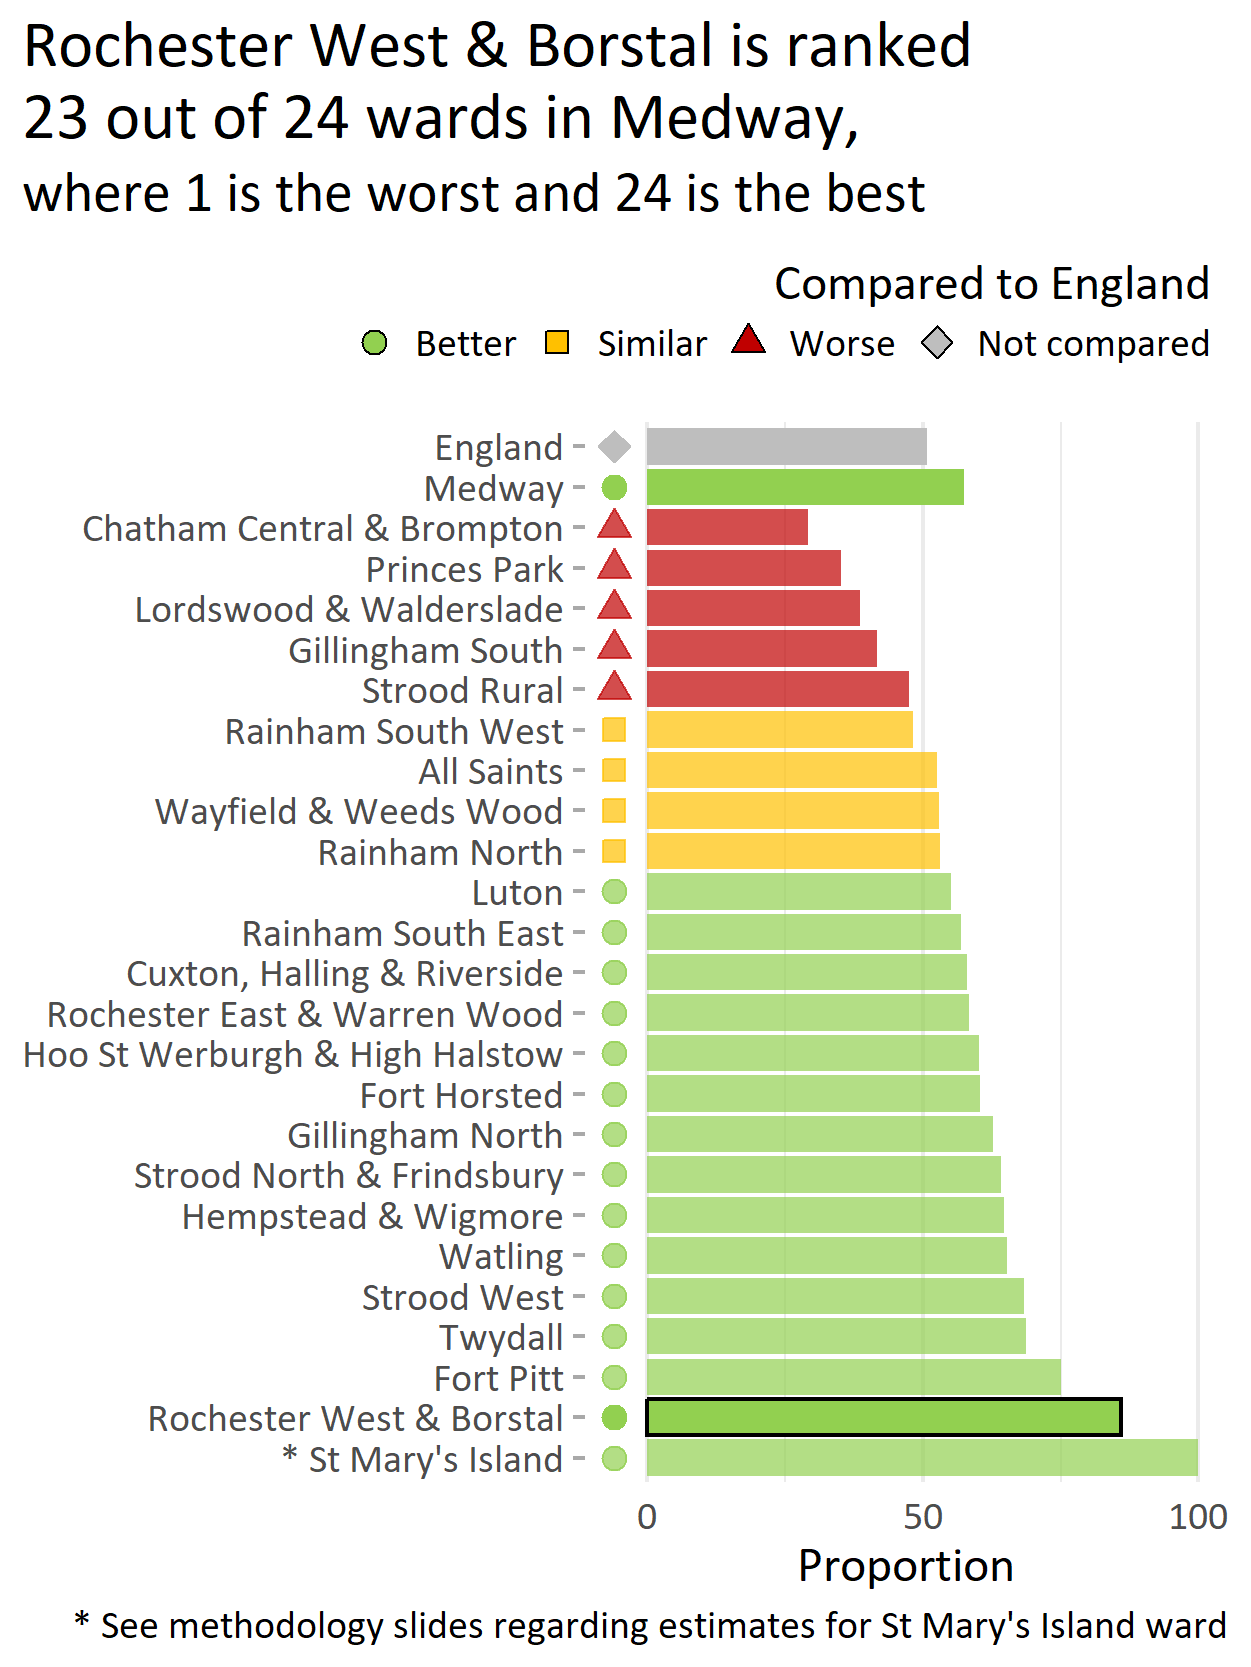 Rochester West & Borstal is ranked
23 out of 24 wards in Medway,
where 1 is the worst and 24 is the best
Compared to England
Better Similar Worse Not compared
England
Medway
Chatham Central & Brompton
Princes Park
Lordswood & Walderslade
Gillingham South
Strood Rural
Rainham South West
All Saints
Wayfield & Weeds Wood
Rainham North
Luton
Rainham South East
Cuxton, Halling & Riverside
Rochester East & Warren Wood
Hoo St Werburgh & High Halstow
Fort Horsted
Gillingham North
Strood North & Frindsbury
Hempstead & Wigmore
Watling
Strood West
Twydall
Fort Pitt
Rochester West & Borstal
* St Mary's Island
0 50 100
Proportion
* See methodology slides regarding estimates for St Mary's Island ward